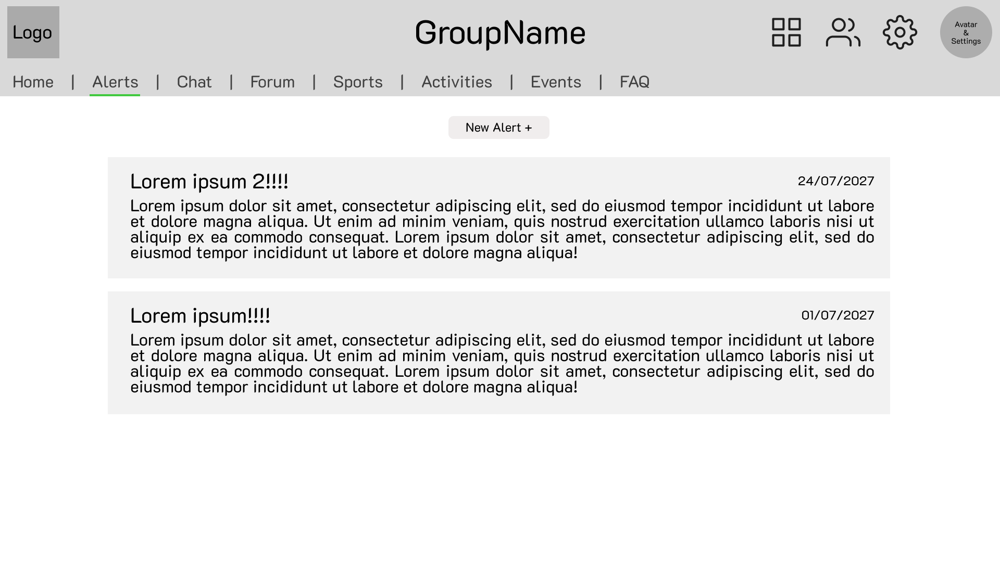 Logo
GroupName
Avatar
&
Settings
Home | Alerts | Chat | Forum | Sports | Activities | Events | FAQ
New Alert +
Lorem ipsum 2!!!! 24/07/2027
Lorem ipsum dolor sit amet, consectetur adipiscing elit, sed do eiusmod tempor incididunt ut labore
et dolore magna aliqua. Ut enim ad minim veniam, quis nostrud exercitation ullamco laboris nisi ut
aliquip ex ea commodo consequat. Lorem ipsum dolor sit amet, consectetur adipiscing elit, sed do
eiusmod tempor incididunt ut labore et dolore magna aliqua!
Lorem ipsum!!!! 01/07/2027
Lorem ipsum dolor sit amet, consectetur adipiscing elit, sed do eiusmod tempor incididunt ut labore
et dolore magna aliqua. Ut enim ad minim veniam, quis nostrud exercitation ullamco laboris nisi ut
aliquip ex ea commodo consequat. Lorem ipsum dolor sit amet, consectetur adipiscing elit, sed do
eiusmod tempor incididunt ut labore et dolore magna aliqua!